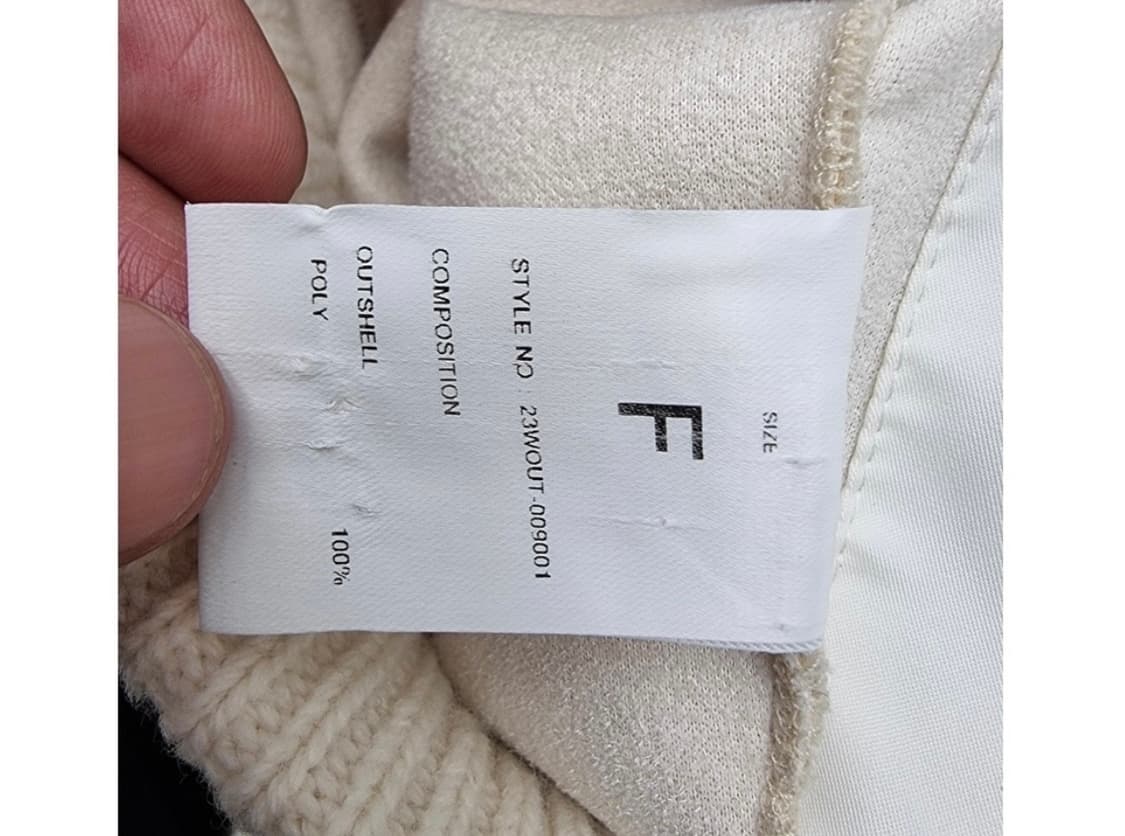 SIZE
F
STYLE NO : 23WOUT-009001
COMPOSITION
OUTSHELL
POLY 100%